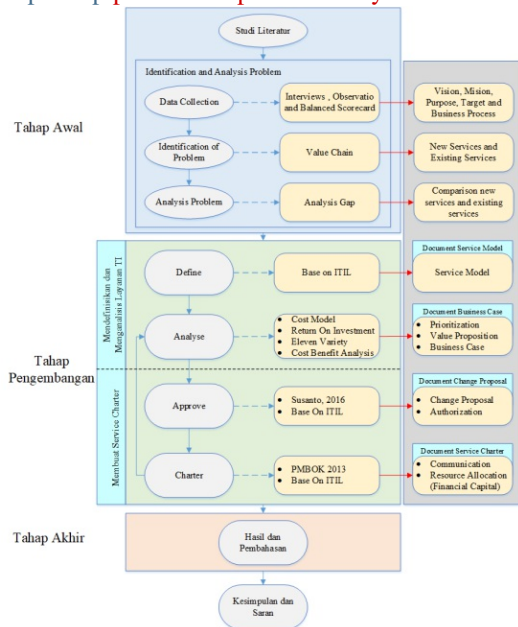 Studi Literatur
Identification and Analysis Problem
Tahap Awal
Data Collection
Interviews , Observatio
and Balanced Scorecard
Vision, Mision,
Purpose, Target and
Business Process
Identification of
Problem
Value Chain
New Services and
Existing Services
Analysis Problem
Analysis Gap
Comparison new
services and existing
services
Tahap
Pengembangan
Mendefinisikan dan
Menganalisis Layanan TI
Define
Base on ITIL
Document Service Model
Service Model
Analyse
• Cost Model
• Return On Investment
• Eleven Variety
• Cost Benefit Analysis
Document Business Case
• Prioritization
• Value Proposition
• Business Case
Membuat Service Charter
Approve
• Susanto, 2016
• Base On ITIL
Document Change Proposal
• Change Proposal
• Authorization
Charter
• PMBOK 2013
• Base On ITIL
Document Service Charter
• Communication
• Resource Allocation
(Financial Capital)
Tahap Akhir
Hasil dan
Pembahasan
Kesimpulan dan
Saran